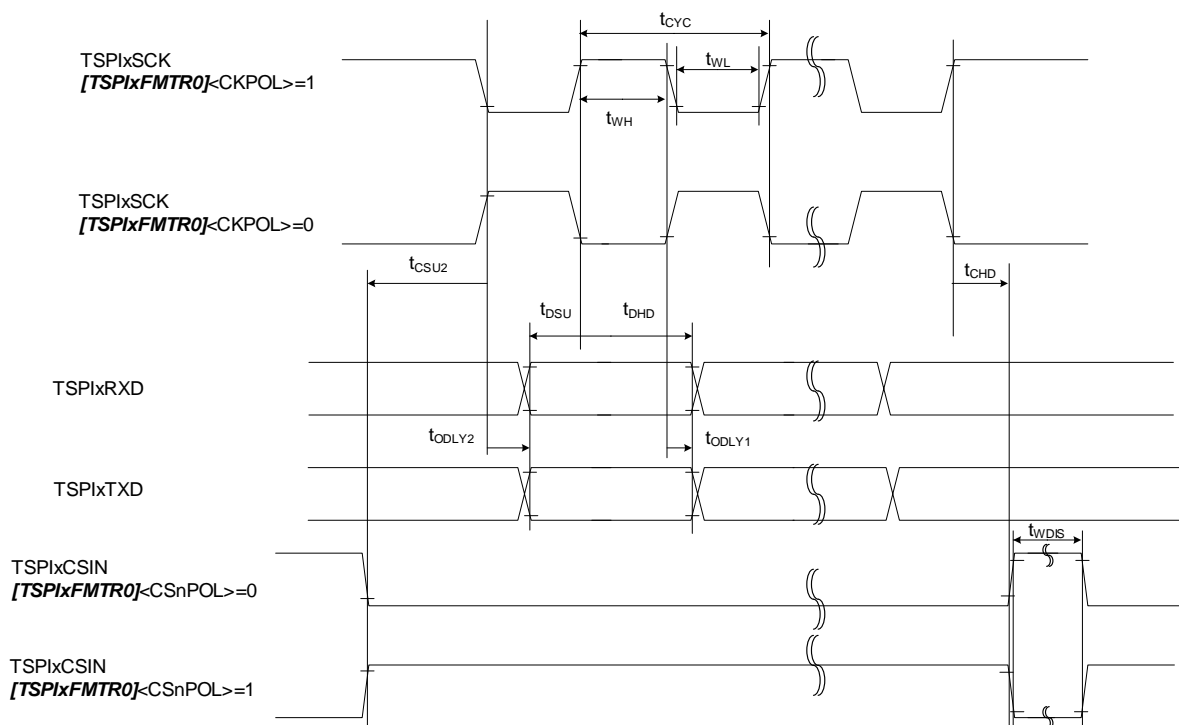 tCYC
TSPIxSCK
[TSPIxFMTR0]<CKPOL>=1
tWL
tWH
TSPIxSCK
[TSPIxFMTR0]<CKPOL>=0
tCSU2
tCHD
tDSU
tDHD
TSPIxRXD
tODLY2
tODLY1
TSPIxTXD
tWDIS
TSPIxCSIN
[TSPIxFMTR0]<CSnPOL>=0
TSPIxCSIN
[TSPIxFMTR0]<CSnPOL>=1